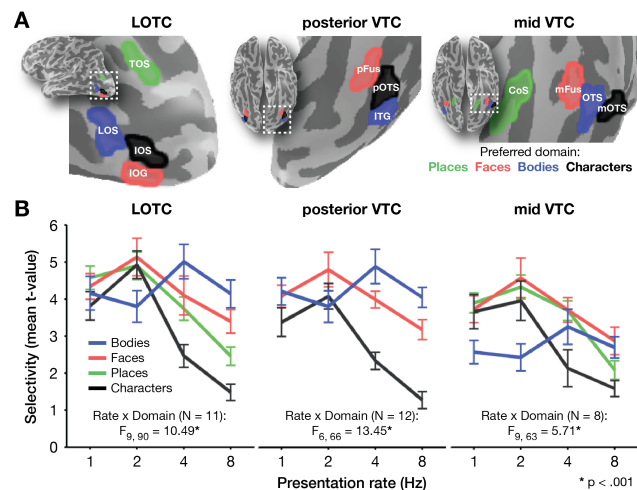 A
LOTC
posterior VTC
mid VTC
TOS
LOS
IOS
IOG
pFus
pOTS
ITG
CoS
mFus
OTS
mOTS
Preferred domain:
Places Faces Bodies Characters
B
LOTC
posterior VTC
mid VTC
Selectivity (mean t-value)
6
5
4
3
2
1
0
Bodies
Faces
Places
Characters
Rate x Domain (N = 11):
F9, 90 = 10.49*
Rate x Domain (N = 12):
F6, 66 = 13.45*
Rate x Domain (N = 8):
F9, 63 = 5.71*
1 2 4 8
1 2 4 8
1 2 4 8
Presentation rate (Hz)
* p < .001